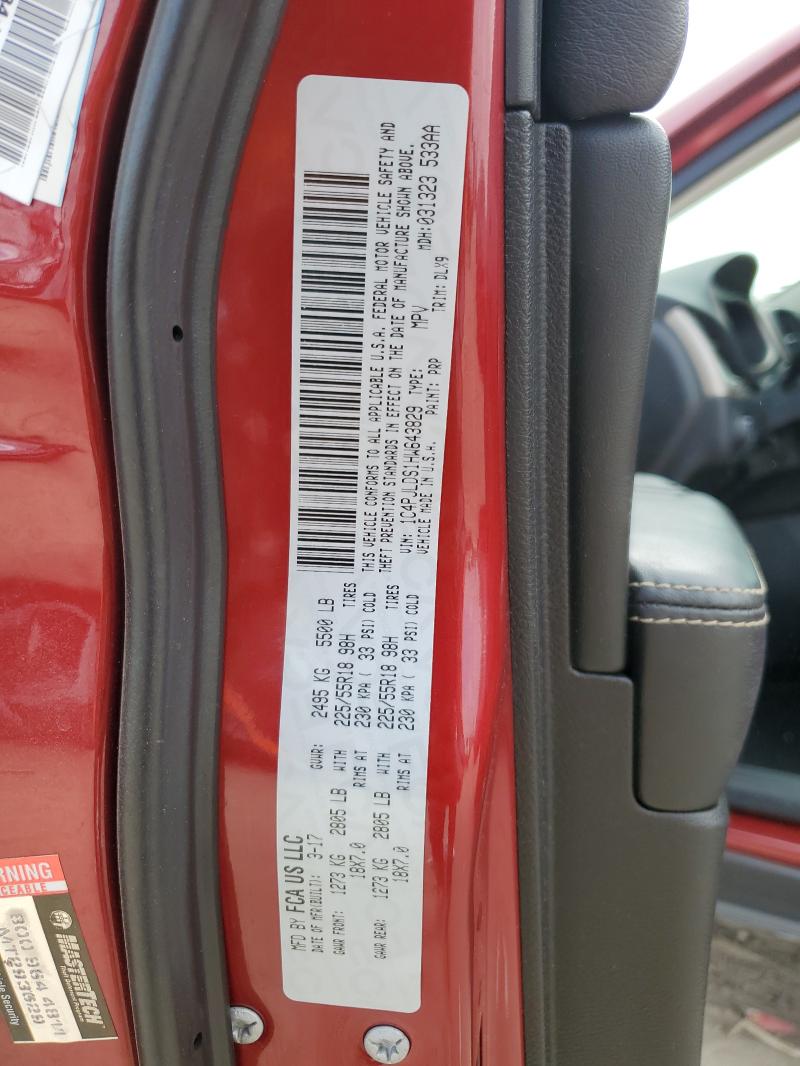 MFD BY FCA US LLC
DATE OF MFR(BUILT): 3-17 GVWR: 2495 KG 5500 LB
GAWR FRONT: 1273 KG 2805 LB WITH 225/55R18 98H TIRES
18X7.0 RIMS AT 230 KPA ( 33 PSI) COLD
GAWR REAR: 1273 KG 2805 LB WITH 225/55R18 98H TIRES
18X7.0 RIMS AT 230 KPA ( 33 PSI) COLD
THIS VEHICLE CONFORMS TO ALL APPLICABLE U.S.A. FEDERAL MOTOR VEHICLE SAFETY AND
THEFT PREVENTION STANDARDS IN EFFECT ON THE DATE OF MANUFACTURE SHOWN ABOVE.
VIN: 1C4PJLDS1HW643829 TYPE: MPV MDH:031323 533AA
VEHICLE MADE IN U.S.A. PAINT: PRP TRIM: DLX9
RNING
CEABLE
MASTERTECH
Security